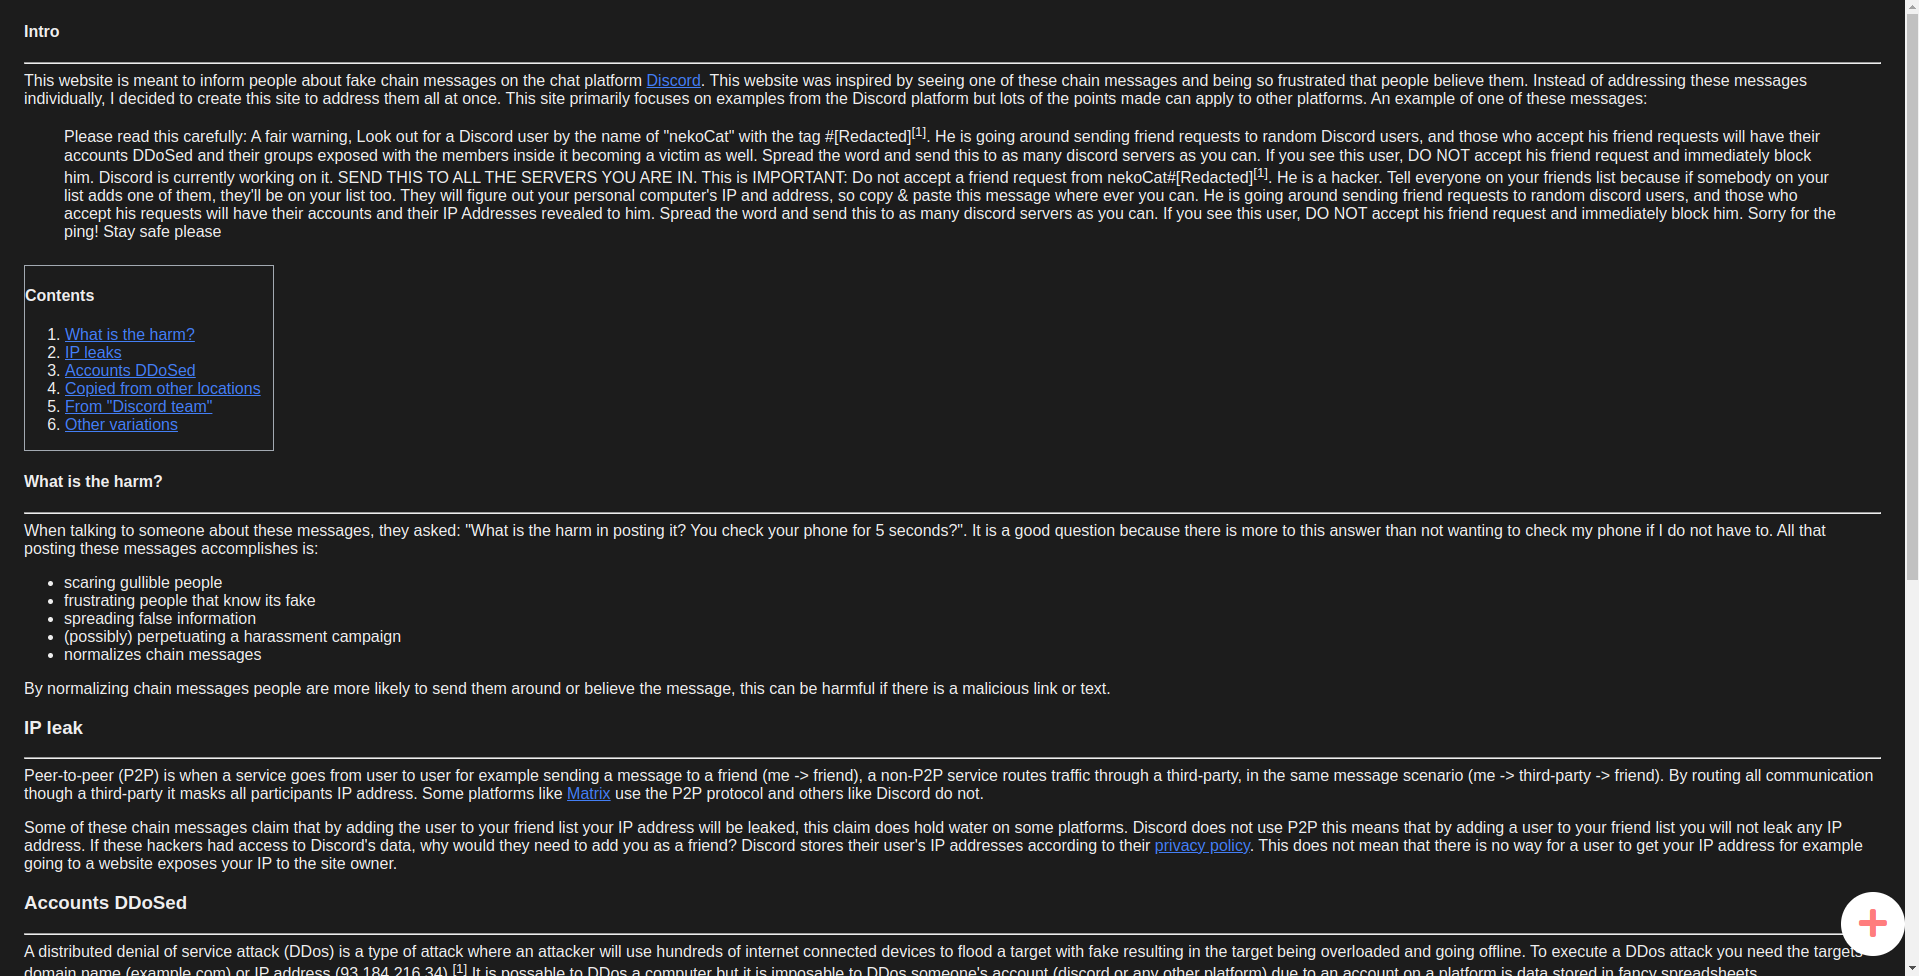 Intro
This website is meant to inform people about fake chain messages on the chat platform Discord. This website was inspired by seeing one of these chain messages and being so frustrated that people believe them. Instead of addressing these messages
individually, I decided to create this site to address them all at once. This site primarily focuses on examples from the Discord platform but lots of the points made can apply to other platforms. An example of one of these messages:
Please read this carefully: A fair warning, Look out for a Discord user by the name of "nekoCat" with the tag #[Redacted][1]. He is going around sending friend requests to random Discord users, and those who accept his friend requests will have their
accounts DDoSed and their groups exposed with the members inside it becoming a victim as well. Spread the word and send this to as many discord servers as you can. If you see this user, DO NOT accept his friend request and immediately block
him. Discord is currently working on it. SEND THIS TO ALL THE SERVERS YOU ARE IN. This is IMPORTANT: Do not accept a friend request from nekoCat#[Redacted][1]. He is a hacker. Tell everyone on your friends list because if somebody on your
list adds one of them, they'll be on your list too. They will figure out your personal computer's IP and address, so copy & paste this message where ever you can. He is going around sending friend requests to random discord users, and those who
accept his requests will have their accounts and their IP Addresses revealed to him. Spread the word and send this to as many discord servers as you can. If you see this user, DO NOT accept his friend request and immediately block him. Sorry for the
ping! Stay safe please
Contents
1. What is the harm?
2. IP leaks
3. Accounts DDoSed
4. Copied from other locations
5. From "Discord team"
6. Other variations
What is the harm?
When talking to someone about these messages, they asked: "What is the harm in posting it? You check your phone for 5 seconds?". It is a good question because there is more to this answer than not wanting to check my phone if I do not have to. All that
posting these messages accomplishes is:
• scaring gullible people
• frustrating people that know its fake
• spreading false information
• (possibly) perpetuating a harassment campaign
• normalizes chain messages
By normalizing chain messages people are more likely to send them around or believe the message, this can be harmful if there is a malicious link or text.
IP leak
Peer-to-peer (P2P) is when a service goes from user to user for example sending a message to a friend (me -> friend), a non-P2P service routes traffic through a third-party, in the same message scenario (me -> third-party -> friend). By routing all communication
though a third-party it masks all participants IP address. Some platforms like Matrix use the P2P protocol and others like Discord do not.
Some of these chain messages claim that by adding the user to your friend list your IP address will be leaked, this claim does hold water on some platforms. Discord does not use P2P this means that by adding a user to your friend list you will not leak any IP
address. If these hackers had access to Discord's data, why would they need to add you as a friend? Discord stores their user's IP addresses according to their privacy policy. This does not mean that there is no way for a user to get your IP address for example
going to a website exposes your IP to the site owner.
Accounts DDoSed
A distributed denial of service attack (DDos) is a type of attack where an attacker will use hundreds of internet connected devices to flood a target with fake resulting in the target being overloaded and going offline. To execute a DDos attack you need the targets
domain name (example.com) or IP address (93.184.216.34).[1] It is possable to DDos a computer but it is imposable to DDos someone's account (discord or any other platform) due to an account on a platform is data stored in fancy spreadsheets.